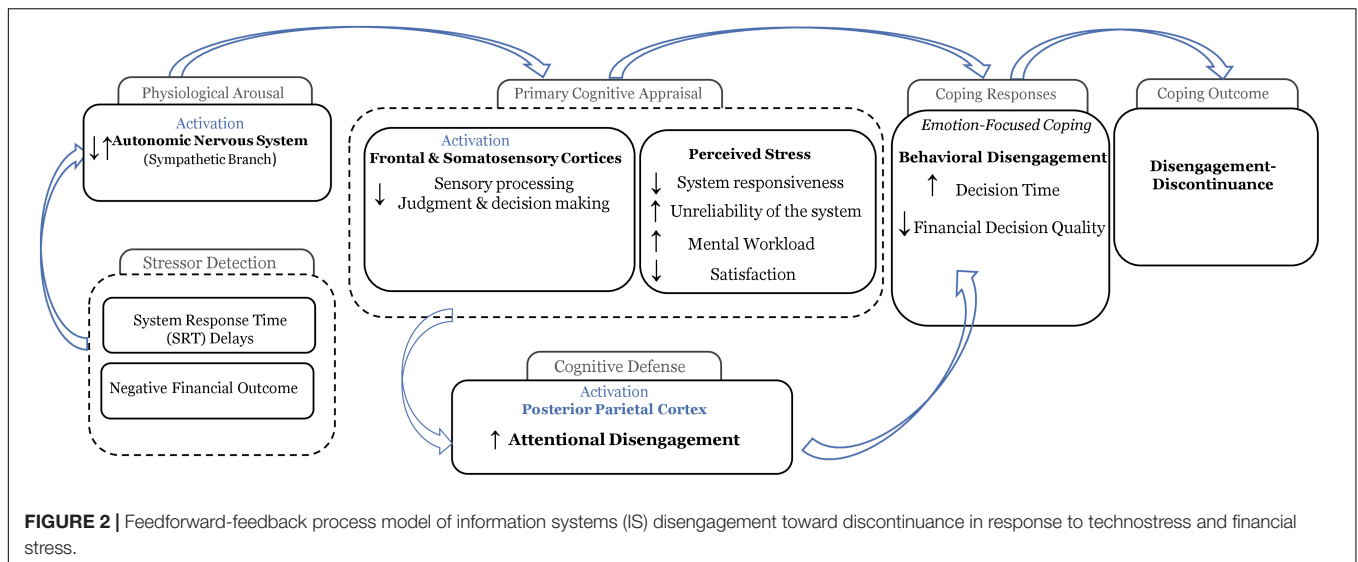 Physiological Arousal
Activation
↓↑Autonomic Nervous System
(Sympathetic Branch)
Stressor Detection
System Response Time
(SRT) Delays
Negative Financial Outcome
Primary Cognitive Appraisal
Activation
Frontal & Somatosensory Cortices
↓ Sensory processing
Judgment & decision making
Perceived Stress
↓ System responsiveness
↑ Unreliability of the system
↑ Mental Workload
↓ Satisfaction
Cognitive Defense
Activation
Posterior Parietal Cortex
↑ Attentional Disengagement
Coping Responses
Emotion-Focused Coping
Behavioral Disengagement
↑ Decision Time
↓ Financial Decision Quality
Coping Outcome
Disengagement-
Discontinuance
FIGURE 2 | Feedforward-feedback process model of information systems (IS) disengagement toward discontinuance in response to technostress and financial
stress.